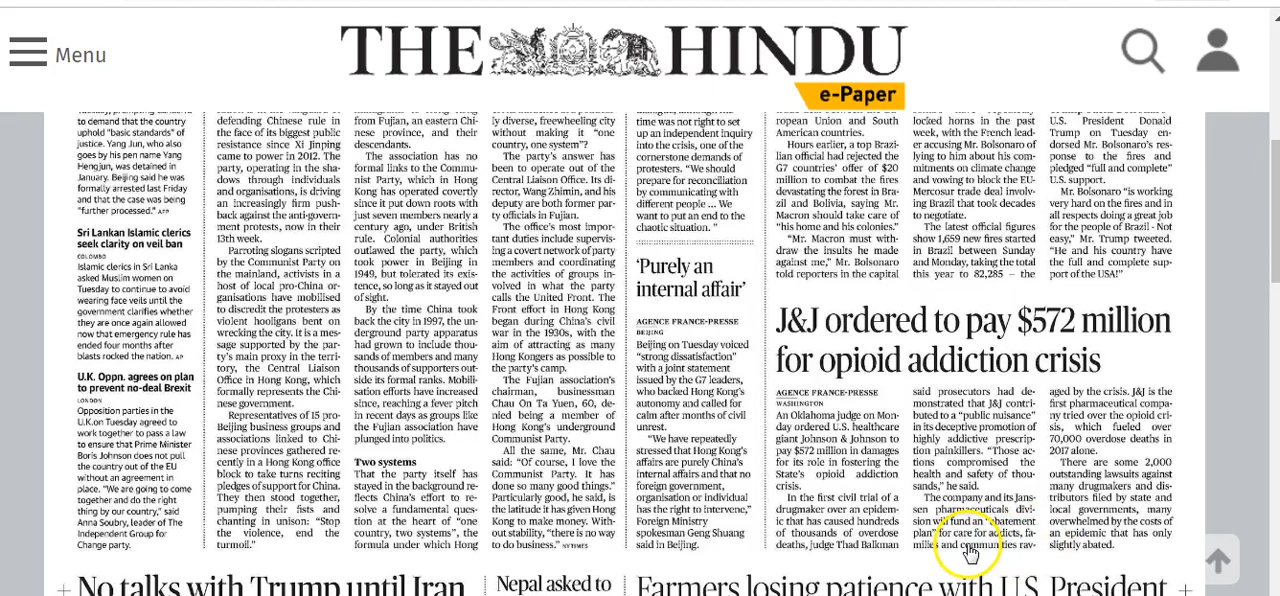 Menu
THE HINDU
e-Paper
to demand that the country
uphold "basic standards" of
justice. Yang Jun, who also
goes by his pen name Yang
Hengjun, was detained in
January. Beijing said he was
formally arrested last Friday
and that the case was being
"further processed." AFP
Sri Lankan Islamic clerics
seek clarity on veil ban
COLOMBO
Islamic clerics in Sri Lanka
asked Muslim women on
Tuesday to continue to avoid
wearing face veils until the
government clarifies whether
they are once again allowed
now that emergency rule has
ended four months after
blasts rocked the nation. AP
U.K. Oppn. agrees on plan
to prevent no-deal Brexit
LONDON
Opposition parties in the
U.K.on Tuesday agreed to
work together to pass a law
to ensure that Prime Minister
Boris Johnson does not pull
the country out of the EU
without an agreement in
place. "We are going to come
together and do the right
thing by our country," said
Anna Soubry, leader of The
Independent Group for
Change party.
defending Chinese rule in
the face of its biggest public
resistance since Xi Jinping
came to power in 2012. The
party, operating in the sha-
dows through individuals
and organisations, is driving
an increasingly firm push-
back against the anti-govern-
ment protests, now in their
13th week.
Parroting slogans scripted
by the Communist Party on
the mainland, activists in a
host of local pro-China or-
ganisations have mobilised
to discredit the protesters as
violent hooligans bent on
wrecking the city. It is a mes-
sage supported by the par-
ty's main proxy in the terri-
tory, the Central Liaison
Office in Hong Kong, which
formally represents the Chi-
nese government.
Representatives of 15 pro-
Beijing business groups and
associations linked to Chi-
nese provinces gathered re-
cently in a Hong Kong office
block to take turns reciting
pledges of support for China.
They then stood together,
pumping their fists and
chanting in unison: "Stop
the violence, end the
turmoil."
from Fujian, an eastern Chi-
nese province, and their
descendants.
The association has no
formal links to the Commu-
nist Party, which in Hong
Kong has operated covertly
since it put down roots with
just seven members nearly a
century ago, under British
rule. Colonial authorities
outlawed the party, which
took power in Beijing in
1949, but tolerated its exis-
tence, so long as it stayed out
of sight.
By the time China took
back the city in 1997, the un-
derground party apparatus
had grown to include thou-
sands of members and many
thousands of supporters out-
side its formal ranks. Mobili-
sation efforts have increased
since, reaching a fever pitch
in recent days as groups like
the Fujian association have
plunged into politics.
Two systems
That the party itself has
stayed in the background re-
flects China's effort to re-
solve a fundamental ques-
tion at the heart of "one
country, two systems", the
formula under which Hong
ly diverse, freewheeling city
without making it "one
country, one system"?
The party's answer has
been to operate out of the
Central Liaison Office. Its di-
rector, Wang Zhimin, and his
deputy are both former par-
ty officials in Fujian.
The office's most impor-
tant duties include supervis-
ing a covert network of party
members and coordinating
the activities of groups in-
volved in what the party
calls the United Front. The
Front effort in Hong Kong
began during China's civil
war in the 1930s, with the
aim of attracting as many
Hong Kongers as possible to
the party's camp.
The Fujian association's
chairman, businessman
Chau On Ta Yuen, 60, de-
nied being a member of
Hong Kong's underground
Communist Party.
All the same, Mr. Chau
said: "Of course, I love the
Communist Party. It has
done so many good things."
Particularly good, he said, is
the latitude it has given Hong
Kong to make money. With-
out stability, "there is no way
to do business." NYTIMES
time was not right to set
up an independent inquiry
into the crisis, one of the
cornerstone demands of
protesters. "We should
prepare for reconciliation
by communicating with
different people ... We
want to put an end to the
chaotic situation. "
'Purely an
internal affair'
AGENCE FRANCE-PRESSE
BEIJING
Beijing on Tuesday voiced
"strong dissatisfaction"
with a joint statement
issued by the G7 leaders,
who backed Hong Kong's
autonomy and called for
calm after months of civil
unrest.
"We have repeatedly
stressed that Hong Kong's
affairs are purely China's
internal affairs and that no
foreign government,
organisation or individual
has the right to intervene,"
Foreign Ministry
spokesman Geng Shuang
said in Beijing.
ropean Union and South
American countries.
Hours earlier, a top Brazi-
lian official had rejected the
G7 countries' offer of $20
million to combat the fires
devastating the forest in Bra-
zil and Bolivia, saying Mr.
Macron should take care of
"his home and his colonies."
"Mr. Macron must with-
draw the insults he made
against me," Mr. Bolsonaro
told reporters in the capital
locked horns in the past
week, with the French lead-
er accusing Mr. Bolsonaro of
lying to him about his com-
mitments on climate change
and vowing to block the EU-
Mercosur trade deal involv-
ing Brazil that took decades
to negotiate.
The latest official figures
show 1,659 new fires started
in Brazil between Sunday
and Monday, taking the total
this year to 82,285 – the
U.S. President Donald
Trump on Tuesday en-
dorsed Mr. Bolsonaro's res-
ponse to the fires and
pledged "full and complete"
U.S. support.
Mr. Bolsonaro "is working
very hard on the fires and in
all respects doing a great job
for the people of Brazil - Not
easy," Mr. Trump tweeted.
"He and his country have
the full and complete sup-
port of the USA!"
J&J ordered to pay $572 million
for opioid addiction crisis
AGENCE FRANCE-PRESSE
WASHINGTON
An Oklahoma judge on Mon-
day ordered U.S. healthcare
giant Johnson & Johnson to
pay $572 million in damages
for its role in fostering the
State's opioid addiction
crisis.
In the first civil trial of a
drugmaker over an epidem-
ic that has caused hundreds
of thousands of overdose
deaths, judge Thad Balkman
said prosecutors had de-
monstrated that J&J contri-
buted to a "public nuisance"
in its deceptive promotion of
highly addictive prescrip-
tion painkillers. "Those ac-
tions compromised the
health and safety of thou-
sands," he said.
The company and its Jans-
sen pharmaceuticals divi-
sion will fund an "abatement
plan" for care for addicts, fa-
milies and communities rav-
aged by the crisis. J&J is the
first pharmaceutical compa-
ny tried over the opioid cri-
sis, which fueled over
70,000 overdose deaths in
2017 alone.
There are some 2,000
outstanding lawsuits against
many drugmakers and dis-
tributors filed by state and
local governments, many
overwhelmed by the costs of
an epidemic that has only
slightly abated.
No talks with Trump until Iran
Nepal asked to
Farmers losing patience with U.S. President